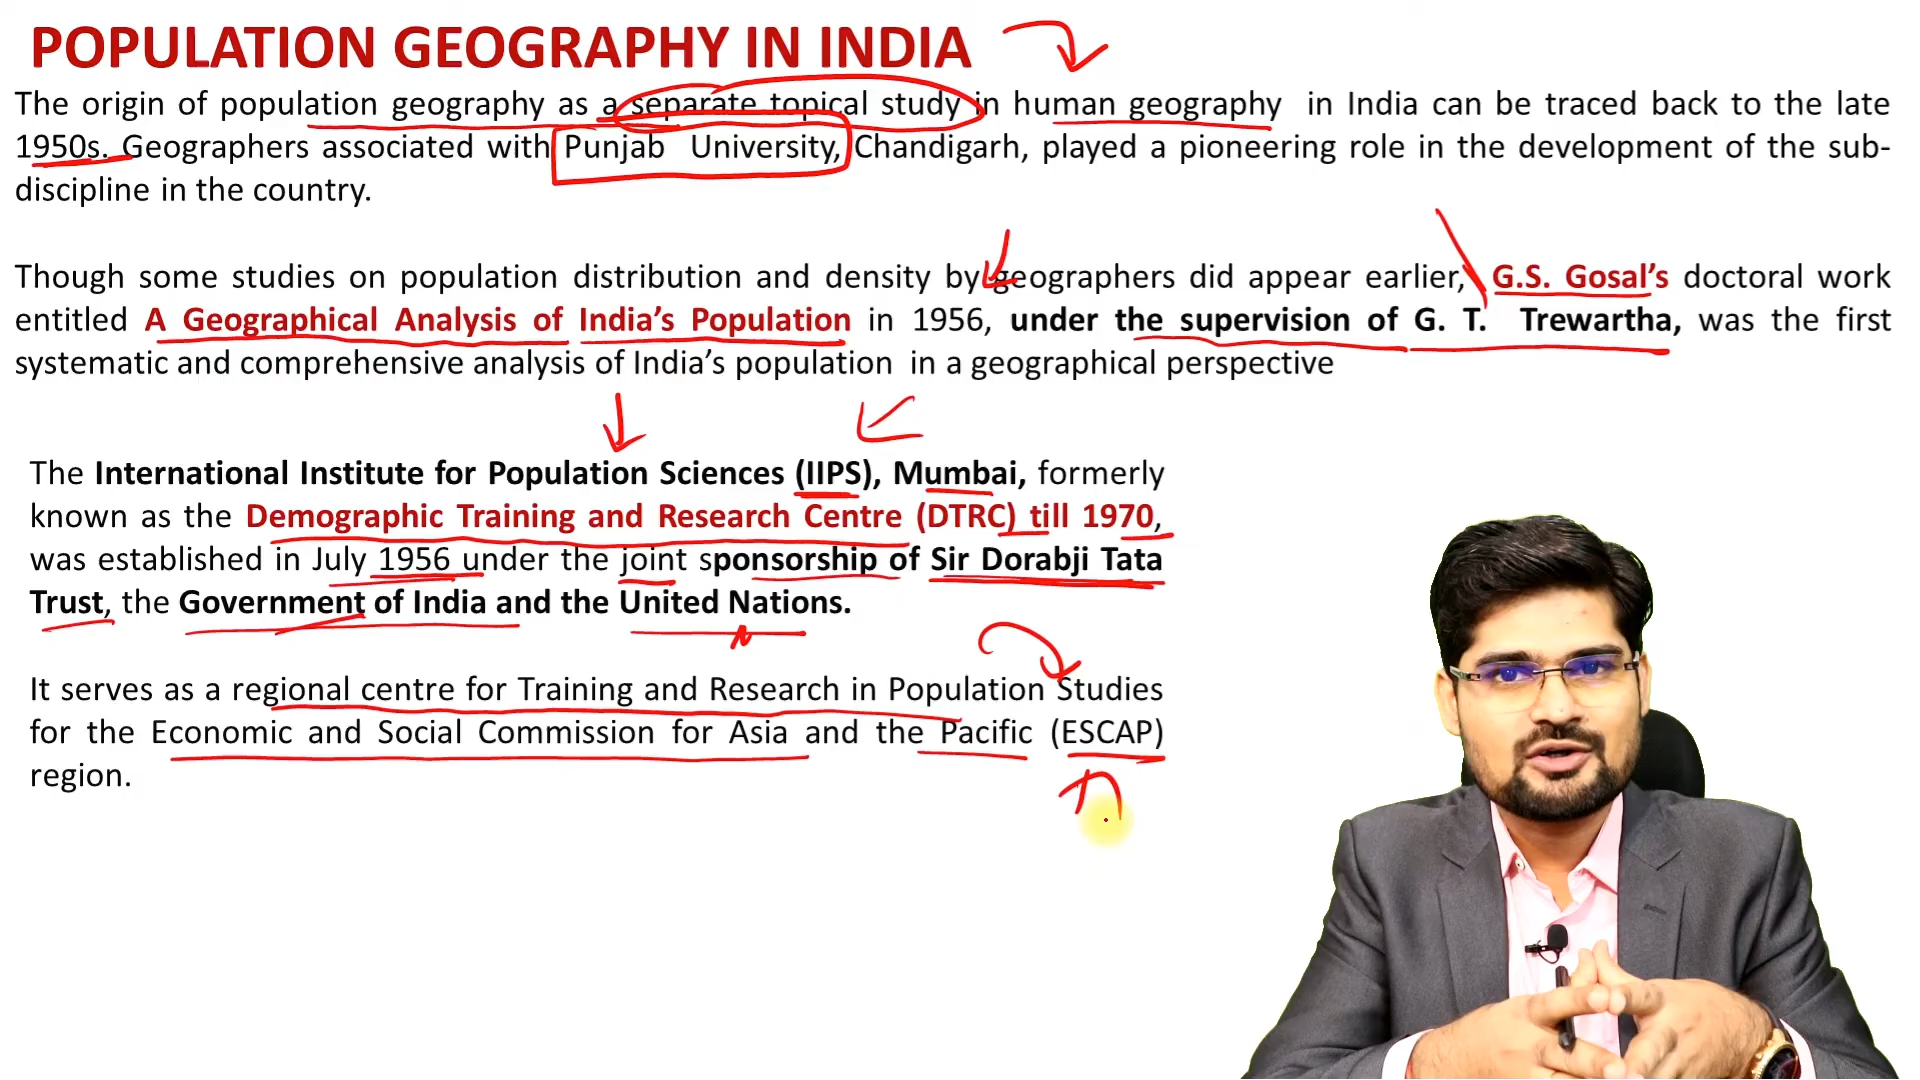 POPULATION GEOGRAPHY IN INDIA
The origin of population geography as a separate topical study in human geography in India can be traced back to the late
1950s. Geographers associated with Punjab University, Chandigarh, played a pioneering role in the development of the sub-
discipline in the country.
Though some studies on population distribution and density by geographers did appear earlier, G.S. Gosal’s doctoral work
entitled A Geographical Analysis of India’s Population in 1956, under the supervision of G. T. Trewartha, was the first
systematic and comprehensive analysis of India’s population in a geographical perspective
The International Institute for Population Sciences (IIPS), Mumbai, formerly
known as the Demographic Training and Research Centre (DTRC) till 1970,
was established in July 1956 under the joint sponsorship of Sir Dorabji Tata
Trust, the Government of India and the United Nations.
It serves as a regional centre for Training and Research in Population Studies
for the Economic and Social Commission for Asia and the Pacific (ESCAP)
region.